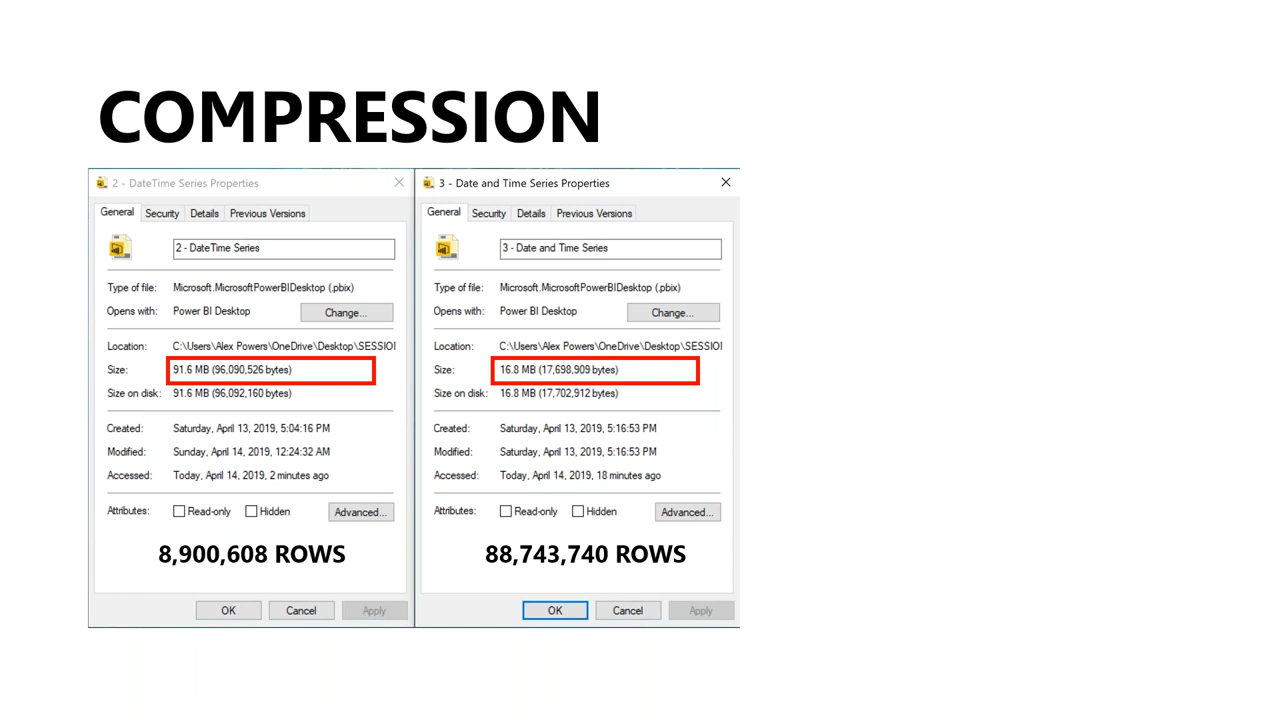 COMPRESSION
2 - DateTime Series Properties
General Security Details Previous Versions
2 - DateTime Series
Type of file: Microsoft.MicrosoftPowerBIDesktop (.pbix)
Opens with: Power BI Desktop Change...
Location: C:\Users\Alex Powers\OneDrive\Desktop\SESSIO
Size: 91.6 MB (96,090,526 bytes)
Size on disk: 91.6 MB (96,092,160 bytes)
Created: Saturday, April 13, 2019, 5:04:16 PM
Modified: Sunday, April 14, 2019, 12:24:32 AM
Accessed: Today, April 14, 2019, 2 minutes ago
Attributes: Read-only Hidden Advanced...
8,900,608 ROWS
OK Cancel Apply
3 - Date and Time Series Properties
General Security Details Previous Versions
3 - Date and Time Series
Type of file: Microsoft.MicrosoftPowerBIDesktop (.pbix)
Opens with: Power BI Desktop Change...
Location: C:\Users\Alex Powers\OneDrive\Desktop\SESSIO
Size: 16.8 MB (17,698,909 bytes)
Size on disk: 16.8 MB (17,702,912 bytes)
Created: Saturday, April 13, 2019, 5:16:53 PM
Modified: Saturday, April 13, 2019, 5:16:53 PM
Accessed: Today, April 14, 2019, 18 minutes ago
Attributes: Read-only Hidden Advanced...
88,743,740 ROWS
OK Cancel Apply